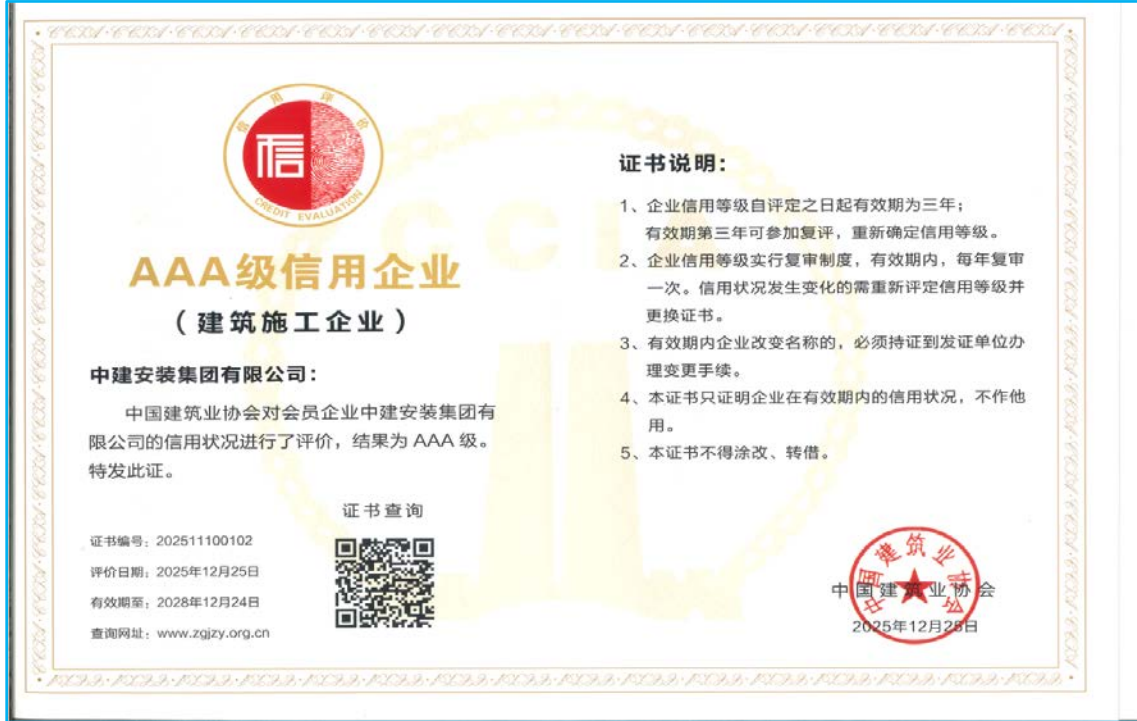 信用评价
信
CREDIT EVALUATION
AAA级信用企业
（建筑施工企业）
中建安装集团有限公司：
中国建筑业协会对会员企业中建安装集团有
限公司的信用状况进行了评价，结果为 AAA 级。
特发此证。
证书查询
证书编号：202511100102
评价日期：2025年12月25日
有效期至：2028年12月24日
查询网址：www.zgjzy.org.cn
CCIA
证书说明：
1、企业信用等级自评定之日起有效期为三年；
有效期第三年可参加复评，重新确定信用等级。
2、企业信用等级实行复审制度，有效期内，每年复审
一次。信用状况发生变化的需重新评定信用等级并
更换证书。
3、有效期内企业改变名称的，必须持证到发证单位办
理变更手续。
4、本证书只证明企业在有效期内的信用状况，不作他
用。
5、本证书不得涂改、转借。
中国建筑业协会
中国建筑业协会
2025年12月25日